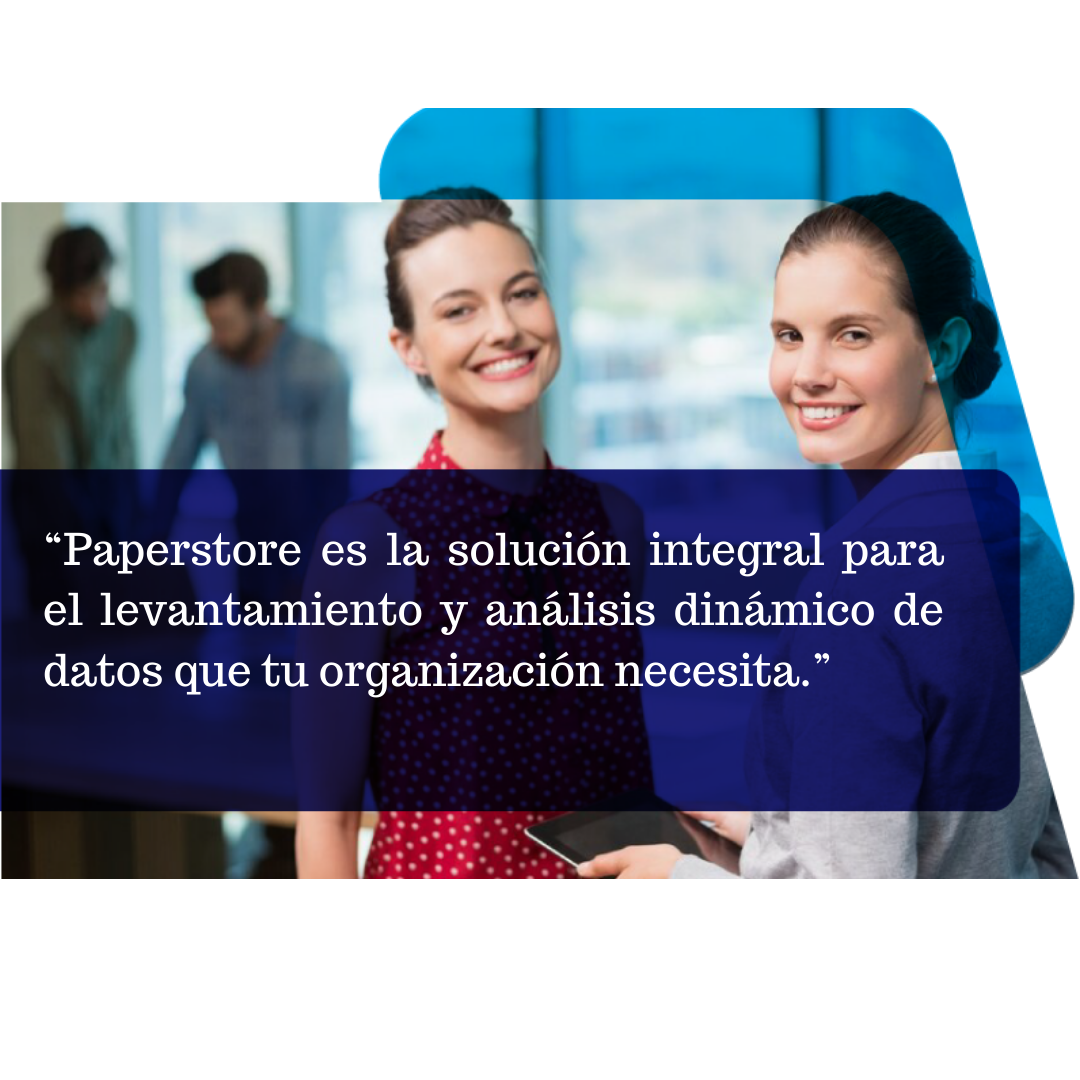 “Paperstore es la solución integral para
el levantamiento y análisis dinámico de
datos que tu organización necesita.”